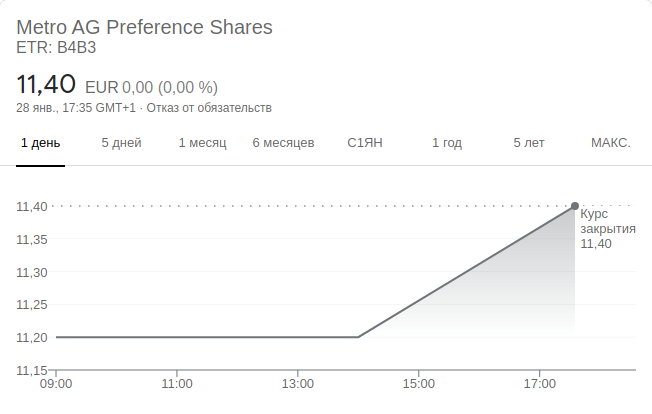 Metro AG Preference Shares
ETR: B4B3
11,40 EUR 0,00 (0,00 %)
28 янв., 17:35 GMT+1 · Отказ от обязательств
1 день 5 дней 1 месяц 6 месяцев С1ЯН 1 год 5 лет МАКС.
11,40
Курс
закрытия
11,40
11,35
11,30
11,25
11,20
11,15
09:00 11:00 13:00 15:00 17:00